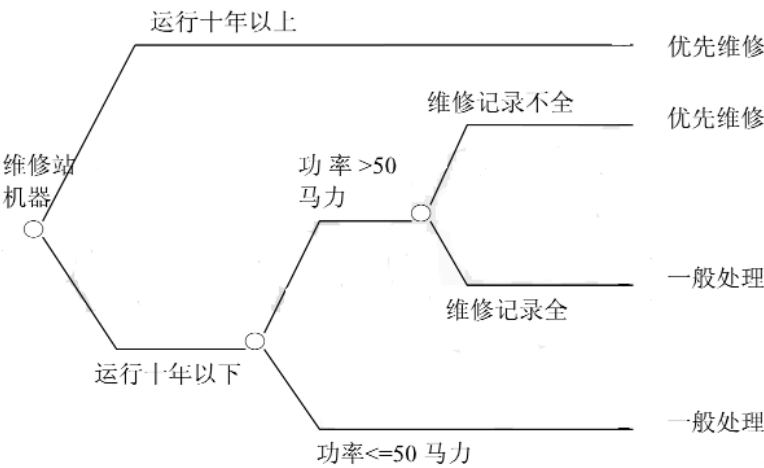 运行十年以上
优先维修
维修记录不全
优先维修
维修站
机器
功 率 >50
马力
一般处理
维修记录全
运行十年以下
一般处理
功率<=50 马力